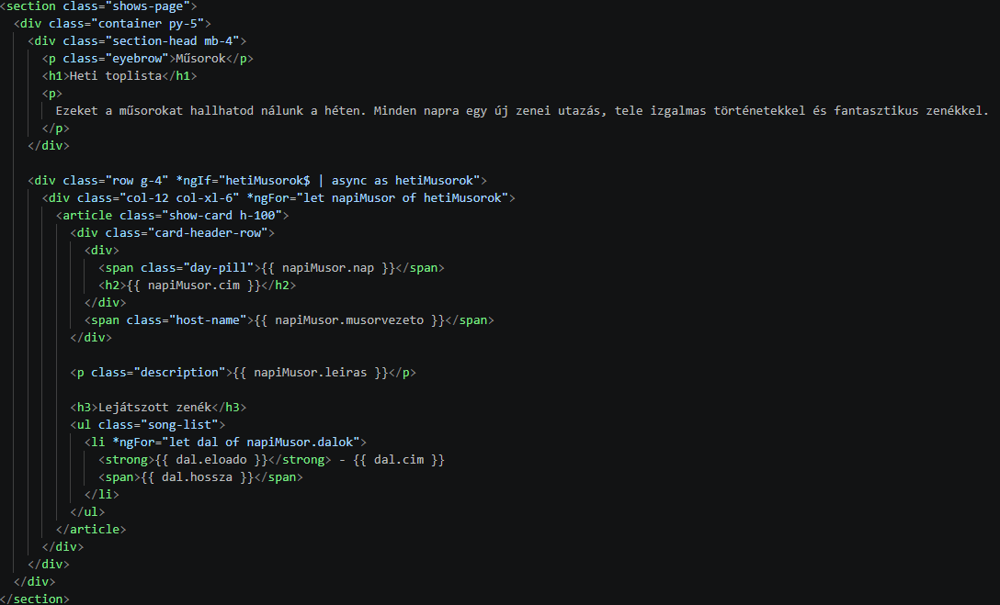 <section class="shows-page">
<div class="container py-5">
<div class="section-head mb-4">
<p class="eyebrow">Műsorok</p>
<h1>Heti toplista</h1>
<p>
Ezeket a műsorokat hallhatod nálunk a héten. Minden napra egy új zenei utazás, tele izgalmas történetekkel és fantasztikus zenékkel.
</p>
</div>
<div class="row g-4" *ngIf="hetiMusorok$ | async as hetiMusorok">
<div class="col-12 col-xl-6" *ngFor="let napiMusor of hetiMusorok">
<article class="show-card h-100">
<div class="card-header-row">
<div>
<span class="day-pill">{{ napiMusor.nap }}</span>
<h2>{{ napiMusor.cim }}</h2>
</div>
<span class="host-name">{{ napiMusor.musorvezeto }}</span>
</div>
<p class="description">{{ napiMusor.leiras }}</p>
<h3>Lejátszott zenék</h3>
<ul class="song-list">
<li *ngFor="let dal of napiMusor.dalok">
<strong>{{ dal.eloado }}</strong> - {{ dal.cim }}
<span>{{ dal.hossza }}</span>
</li>
</ul>
</article>
</div>
</div>
</div>
</section>